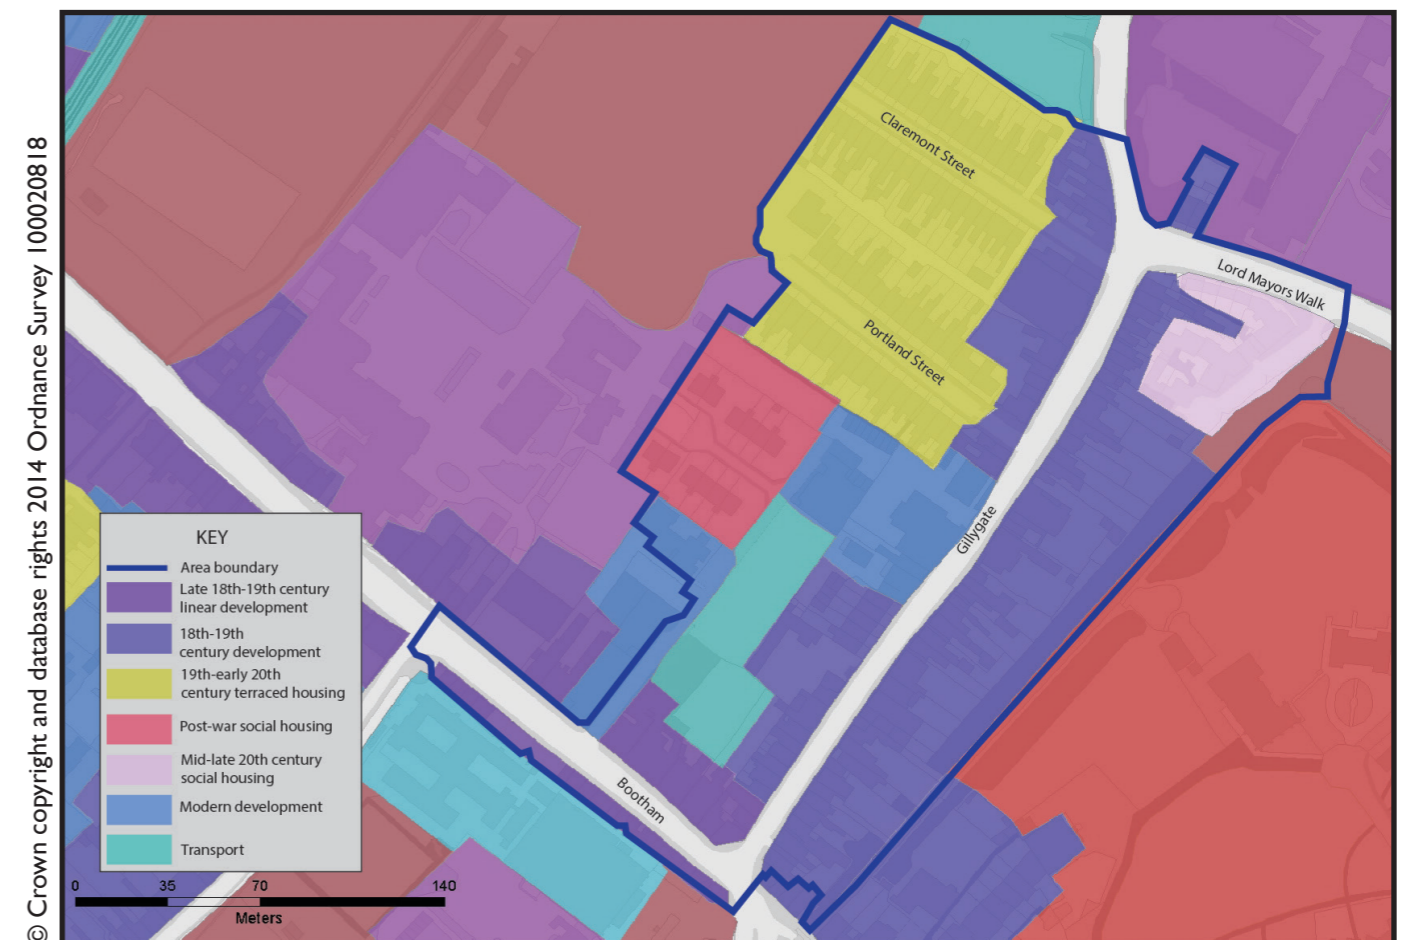 © Crown copyright and database rights 2014 Ordnance Survey 100020818
Claremont Street
Lord Mayors Walk
Portland Street
Gillygate
Bootham
KEY
Area boundary
Late 18th-19th century
linear development
18th-19th
century development
19th-early 20th
century terraced housing
Post-war social housing
Mid-late 20th century
social housing
Modern development
Transport
0 35 70 140
Meters